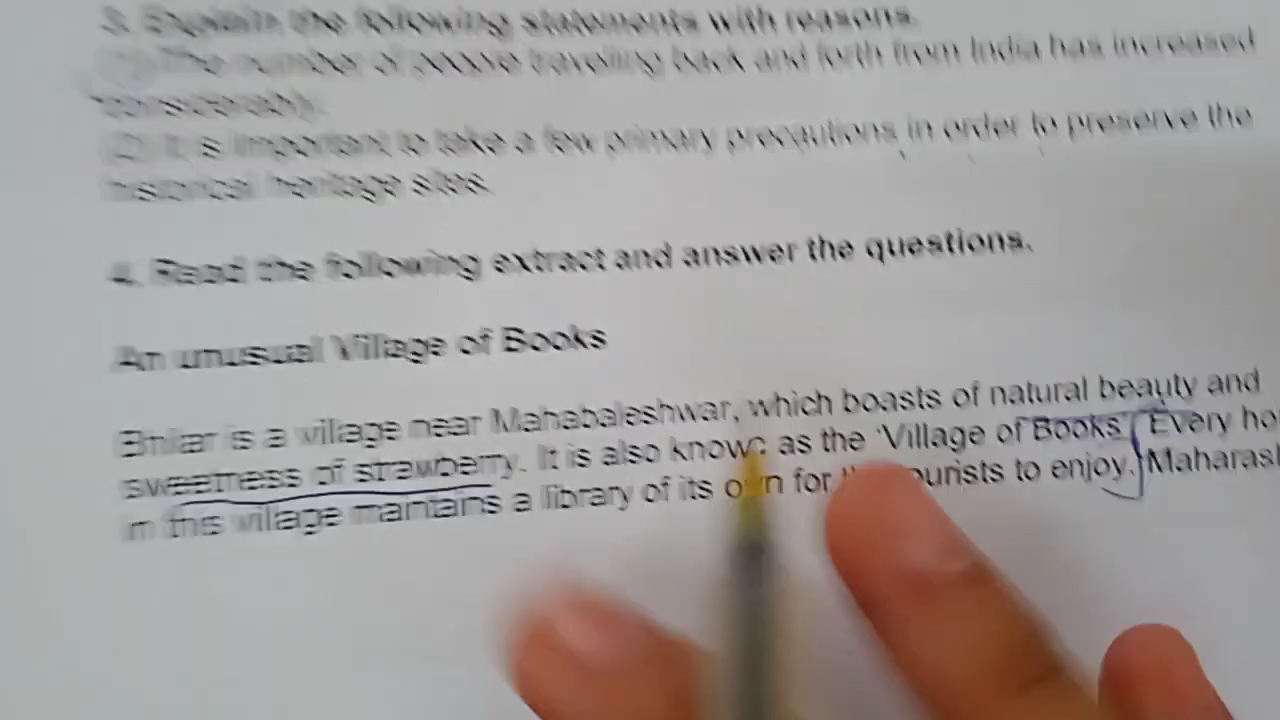 3. Explain the following statements with reasons.
(1) The number of people travelling back and forth from India has increased
considerably.
(2) It is important to take a few primary precautions in order to preserve the
historical heritage sites.
4. Read the following extract and answer the questions.
An unusual Village of Books
Bhilar is a village near Mahabaleshwar, which boasts of natural beauty and
sweetness of strawberry. It is also known as the 'Village of Books' Every
in this village maintains a library of its own for to enjoy.